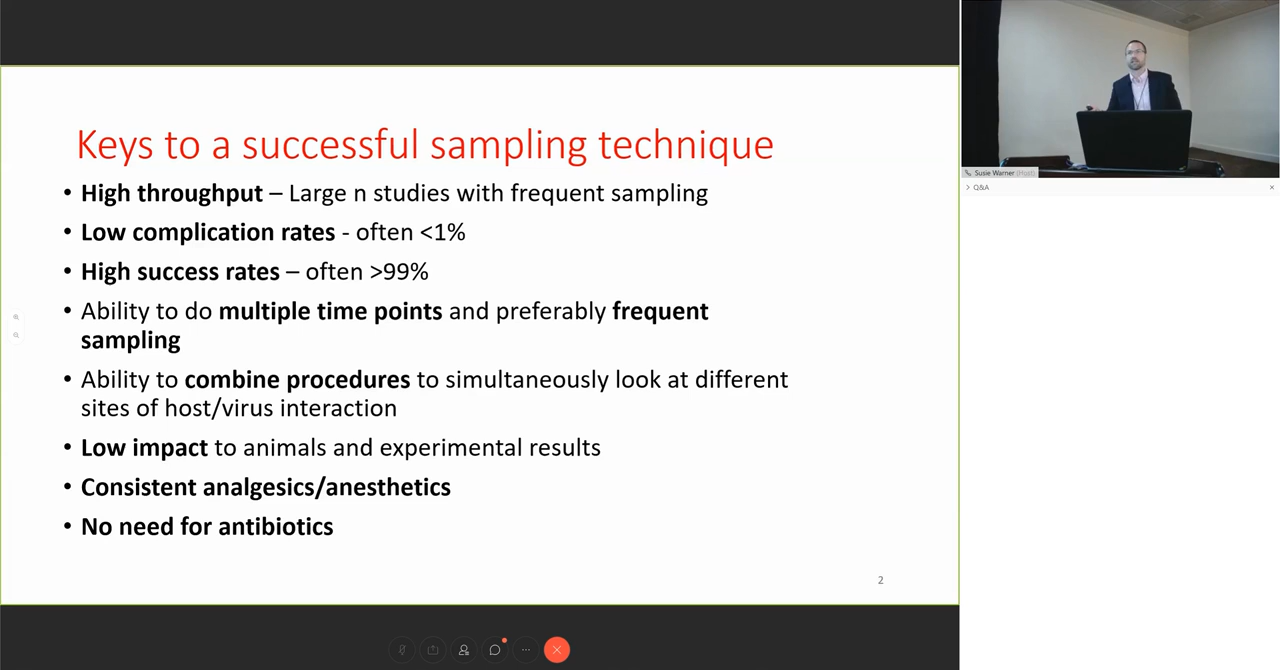 Keys to a successful sampling technique
• High throughput – Large n studies with frequent sampling
• Low complication rates - often <1%
• High success rates – often >99%
• Ability to do multiple time points and preferably frequent
sampling
• Ability to combine procedures to simultaneously look at different
sites of host/virus interaction
• Low impact to animals and experimental results
• Consistent analgesics/anesthetics
• No need for antibiotics
2
Susie Warner (Host)
Q&A